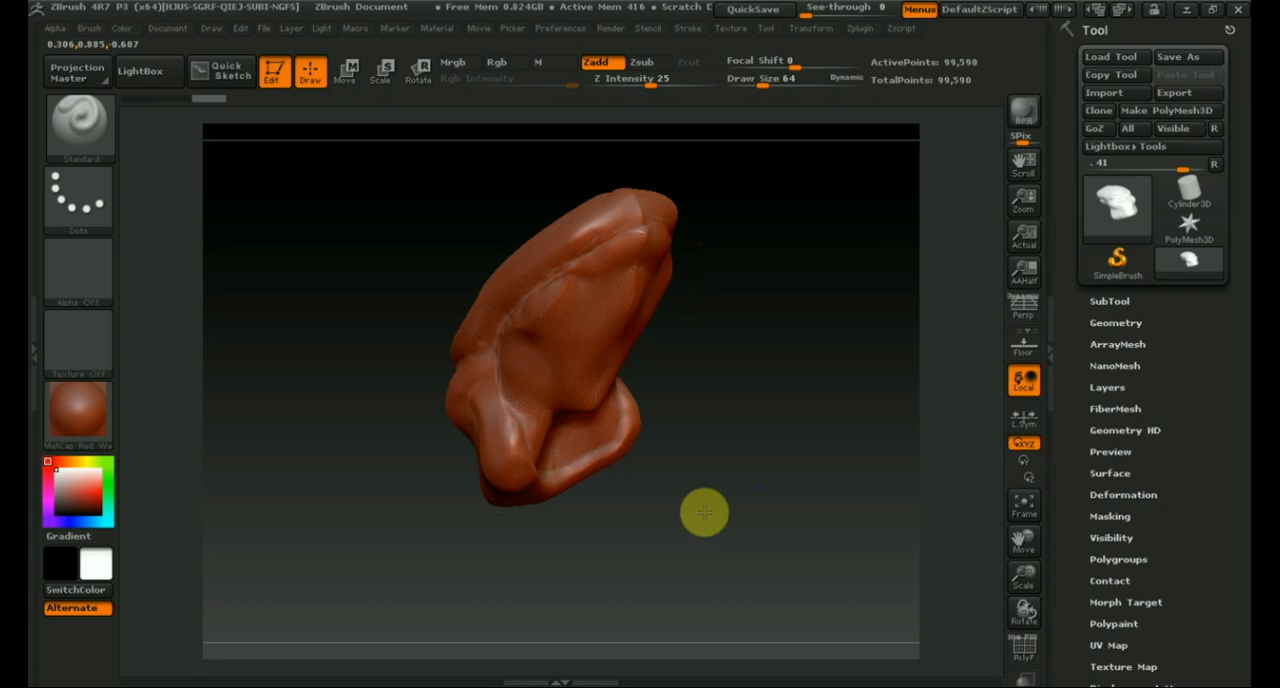 ZBrush 4R7 P3 (x64)[HJUS-SGRF-QIEJ-SUBI-NGFS] ZBrush Document • Free Mem 0.824GB • Active Mem 416 • Scratch D QuickSave See-through 0 Menus DefaultZScript
Alpha Brush Color Document Draw Edit File Layer Light Macro Marker Material Movie Picker Preferences Render Stencil Stroke Texture Tool Transform Zplugin Zscript
0.306,0.885,-0.607
Projection Master
LightBox
Quick Sketch
Edit
Draw
Move
Scale
Rotate
Mrgb Rgb M
Rgb Intensity
Zadd Zsub Zcut
Z Intensity 25
Focal Shift 0
Draw Size 64 Dynamic
ActivePoints: 99,590
TotalPoints: 99,590
Standard
Dots
Alpha Off
Texture Off
MatCap Red Wa
Gradient
SwitchColor
Alternate
BPR
SPix
Scroll
Zoom
Actual
AAHalf
Dynamic
Persp
Floor
Local
L.Sym
XYZ
Frame
Move
Scale
Rotate
Line Fill
PolyF
Tool
Load Tool Save As
Copy Tool Paste Tool
Import Export
Clone Make PolyMesh3D
GoZ All Visible R
Lightbox▸Tools
. 41 R
Cylinder3D
PolyMesh3D
SimpleBrush
SubTool
Geometry
ArrayMesh
NanoMesh
Layers
FiberMesh
Geometry HD
Preview
Surface
Deformation
Masking
Visibility
Polygroups
Contact
Morph Target
Polypaint
UV Map
Texture Map